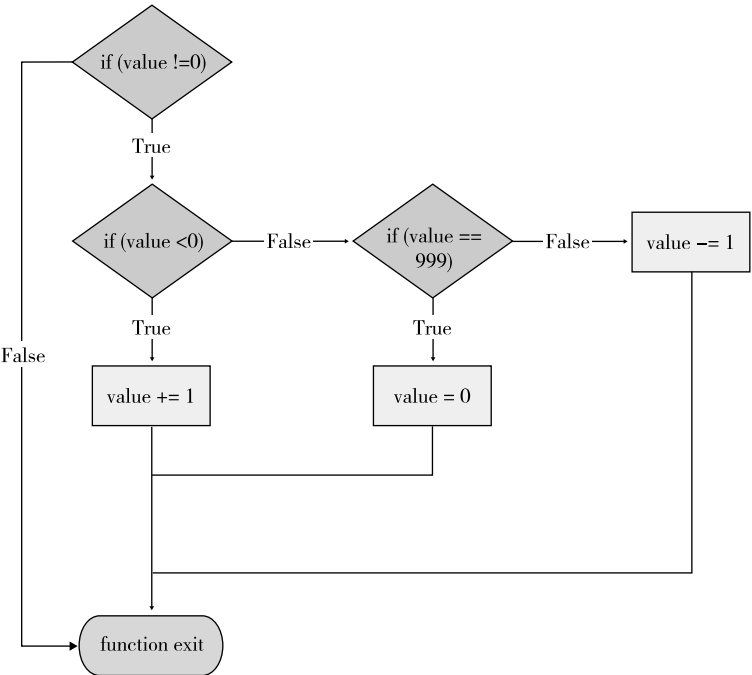 if (value !=0)
True
if (value <0)
False
if (value ==
999)
False
value –= 1
True
True
False
value += 1
value = 0
function exit